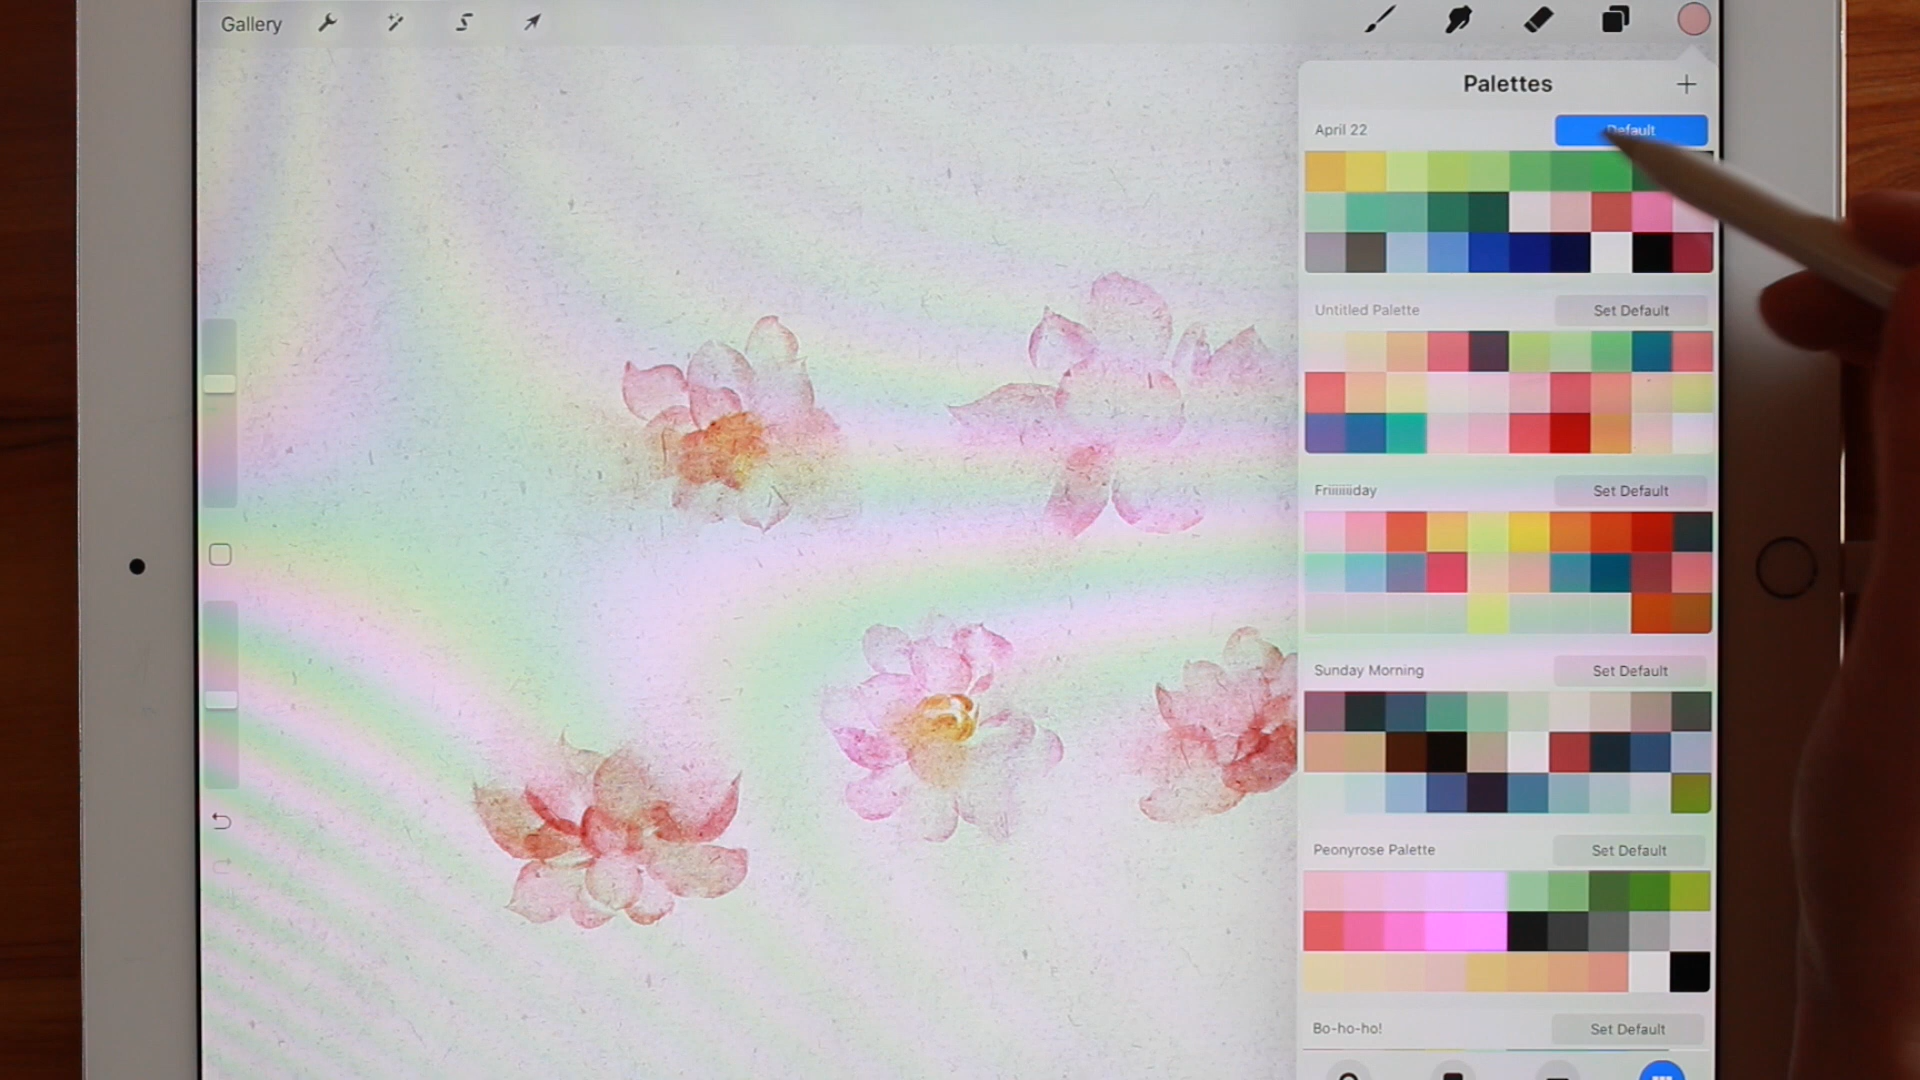 Gallery
Palettes
April 22
Default
Untitled Palette
Set Default
Friiiiiiiday
Set Default
Sunday Morning
Set Default
Peonyrose Palette
Set Default
Bo-ho-ho!
Set Default